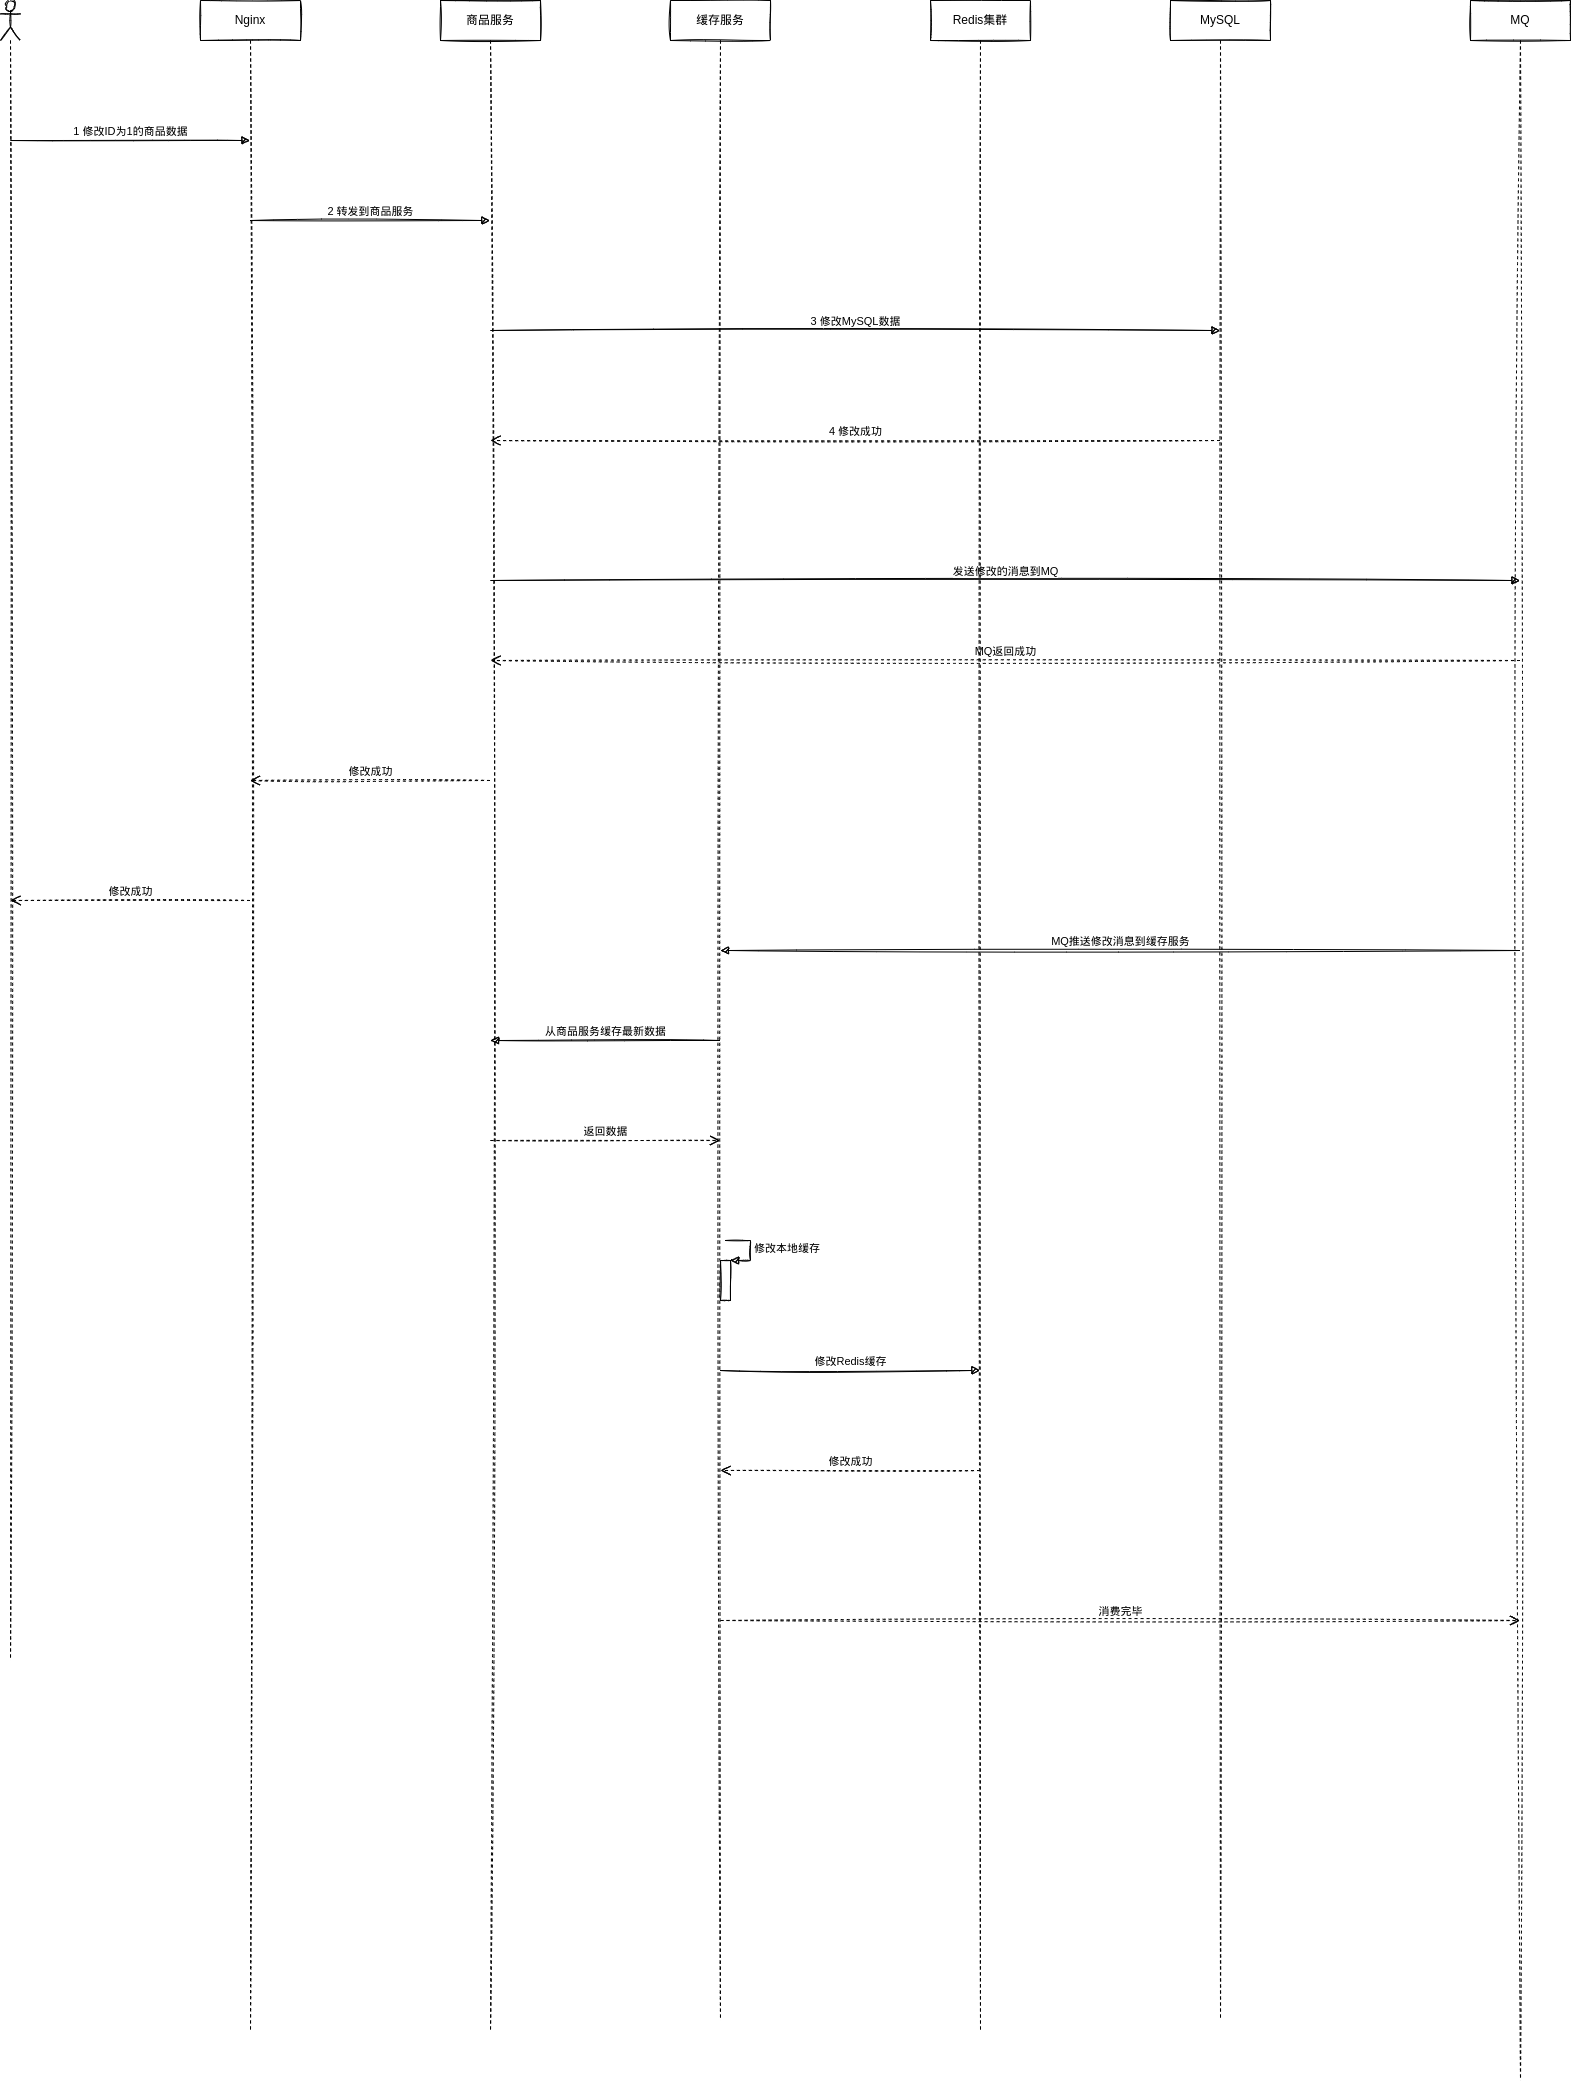 Nginx
商品服务
缓存服务
Redis集群
MySQL
MQ
1 修改ID为1的商品数据
2 转发到商品服务
3 修改MySQL数据
4 修改成功
发送修改的消息到MQ
MQ返回成功
修改成功
修改成功
MQ推送修改消息到缓存服务
从商品服务缓存最新数据
返回数据
修改本地缓存
修改Redis缓存
修改成功
消费完毕